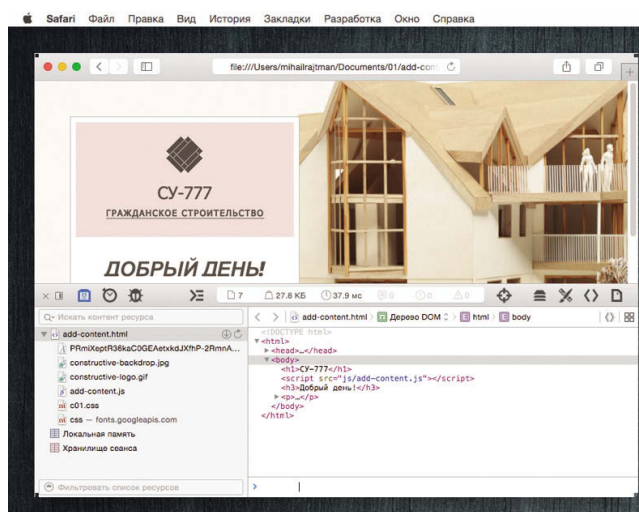 Safari Файл Правка Вид История Закладки Разработка Окно Справка
file:///Users/mihailrajtman/Documents/01/add-con
СУ-777
ГРАЖДАНСКОЕ СТРОИТЕЛЬСТВО
ДОБРЫЙ ДЕНЬ!
7 27.8 КБ 37.9 мс 0 0 0
Искать контент ресурса
add-content.html Дерево DOM html body
add-content.html
constructive-backdrop.jpg
constructive-logo.gif
add-content.js
c01.css
css — fonts.googleapis.com
Локальная память
Хранилище сеанса
Фильтровать список ресурсов
<!DOCTYPE html>
<html>
<head>…</head>
<body>
<h1>СУ-777</h1>
<script src="js/add-content.js"></script>
<h3>Добрый день!</h3>
<p>…</p>
</body>
</html>